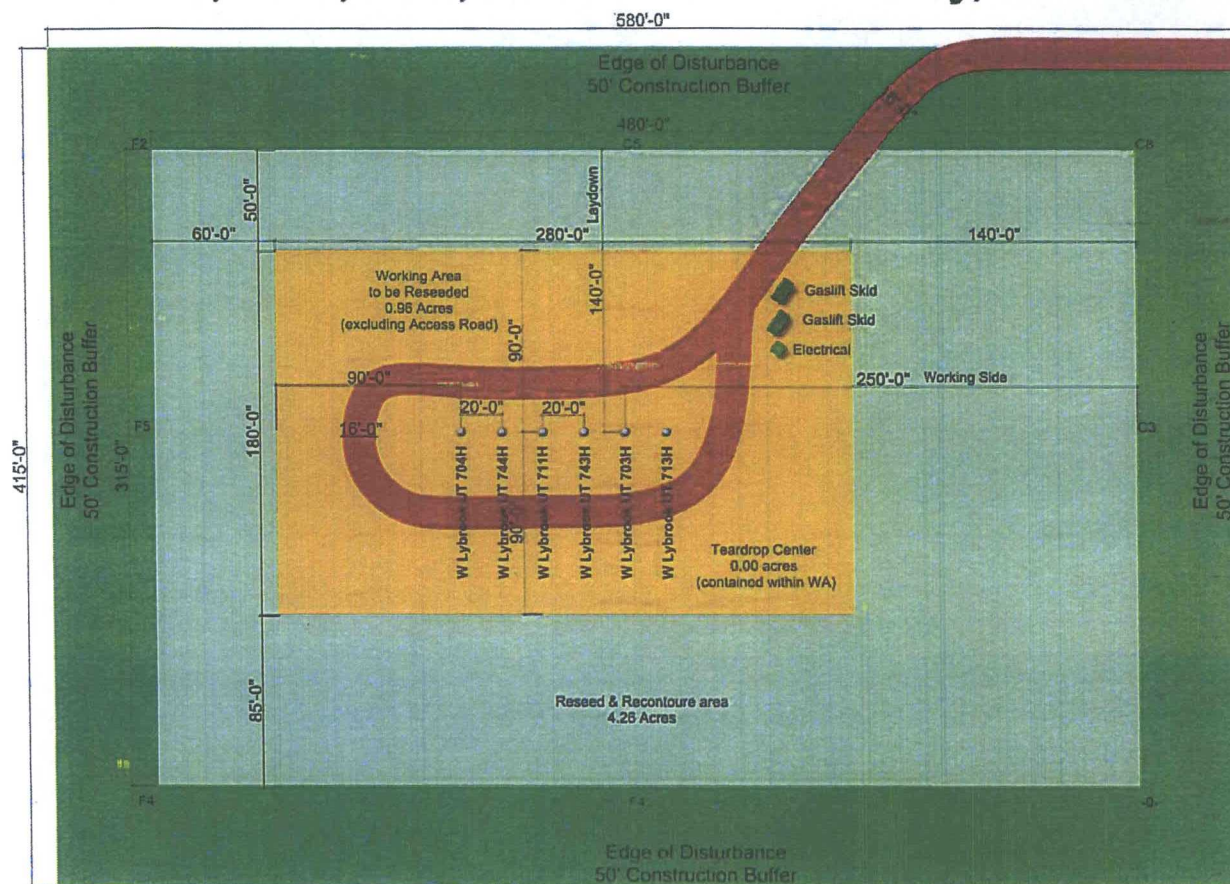 580'-0"
Edge of Disturbance
50' Construction Buffer
480'-0"
F2
C5
C8
50'-0"
Laydown
60'-0"
280'-0"
140'-0"
Working Area
to be Reseeded
0.96 Acres
(excluding Access Road)
140'-0"
Gaslift Skid
Gaslift Skid
Electrical
90'-0"
90'-0"
250'-0"
Working Side
20'-0"
20'-0"
16'-0"
F5
180'-0"
415'-0"
Edge of Disturbance
50' Construction Buffer
315'-0"
Edge of Disturbance
50' Construction Buffer
W Lybrook UT 704H
W Lybrook UT 744H
W Lybrook UT 711H
W Lybrook UT 743H
W Lybrook UT 703H
W Lybrook UT 713H
90'-0"
Teardrop Center
0.00 acres
(contained within WA)
85'-0"
Reseed & Recontoure area
4.26 Acres
F4
Edge of Disturbance
50' Construction Buffer